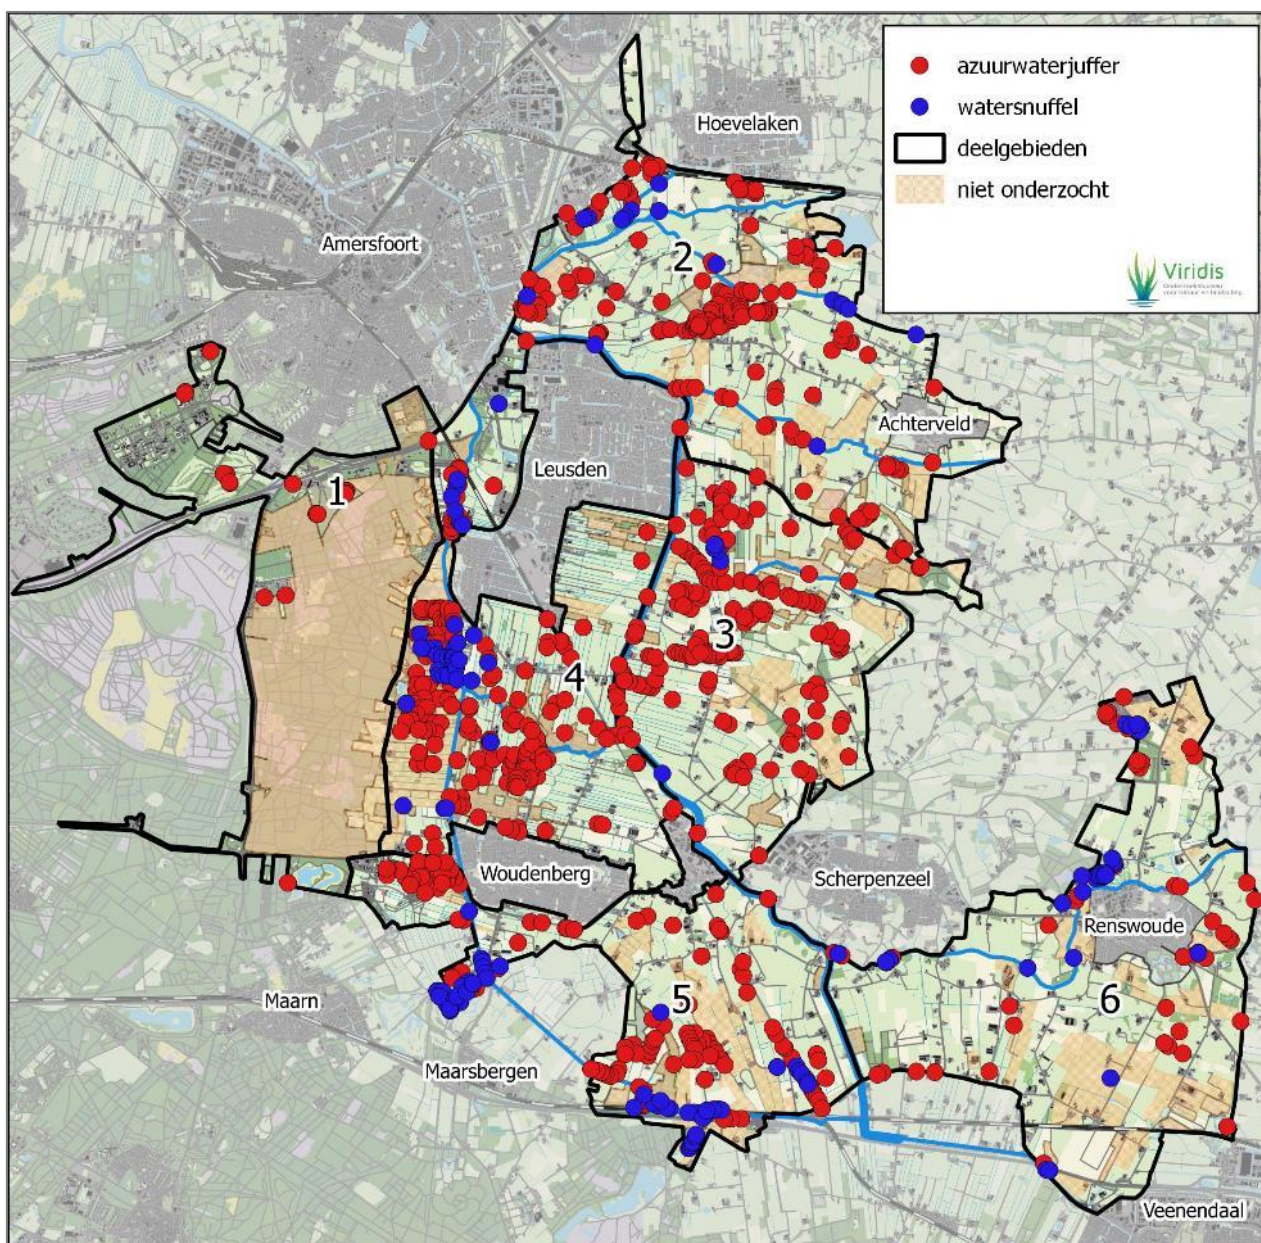 azuurwaterjuffer
watersnuffel
deelgebieden
niet onderzocht
Viridis
Hoevelaken
Amersfoort
2
Achterveld
Leusden
1
3
4
Woudenberg
Scherpenzeel
Renswoude
Maarn
5
6
Maarsbergen
Veenendaal